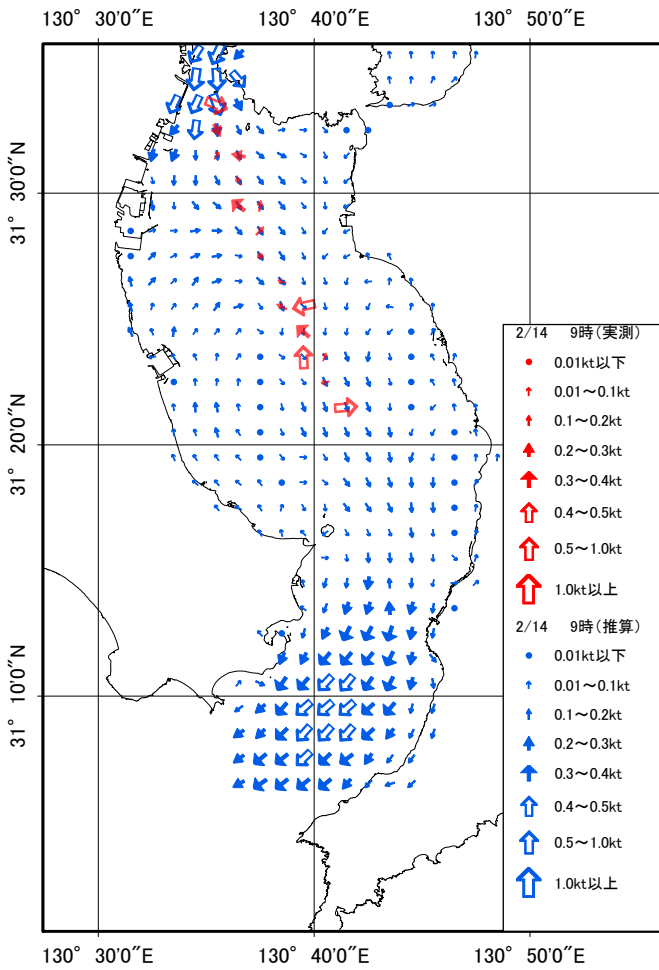 130° 30′0″E 130° 40′0″E 130° 50′0″E
31° 30′0″N
31° 20′0″N
31° 10′0″N
2/14 9時(実測)
0.01kt以下
0.01～0.1kt
0.1～0.2kt
0.2～0.3kt
0.3～0.4kt
0.4～0.5kt
0.5～1.0kt
1.0kt以上
2/14 9時(推算)
0.01kt以下
0.01～0.1kt
0.1～0.2kt
0.2～0.3kt
0.3～0.4kt
0.4～0.5kt
0.5～1.0kt
1.0kt以上
130° 30′0″E 130° 40′0″E 130° 50′0″E